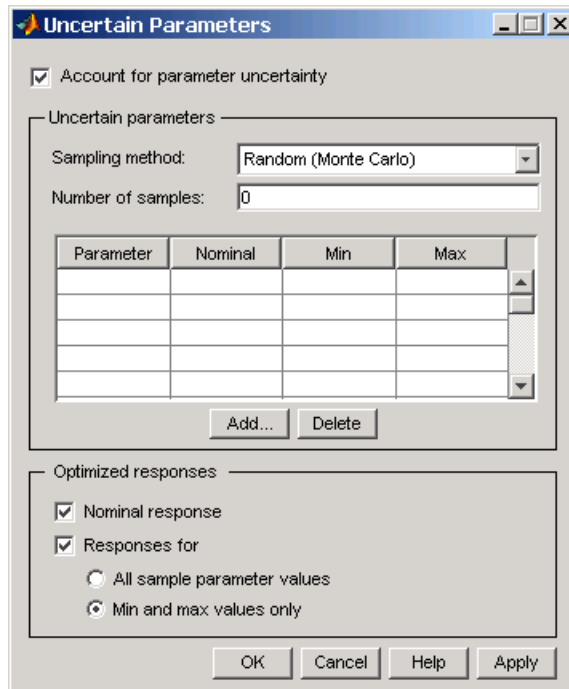 Uncertain Parameters
Account for parameter uncertainty
Uncertain parameters
Sampling method: Random (Monte Carlo)
Number of samples: 0
Parameter Nominal Min Max
Add... Delete
Optimized responses
Nominal response
Responses for
All sample parameter values
Min and max values only
OK Cancel Help Apply